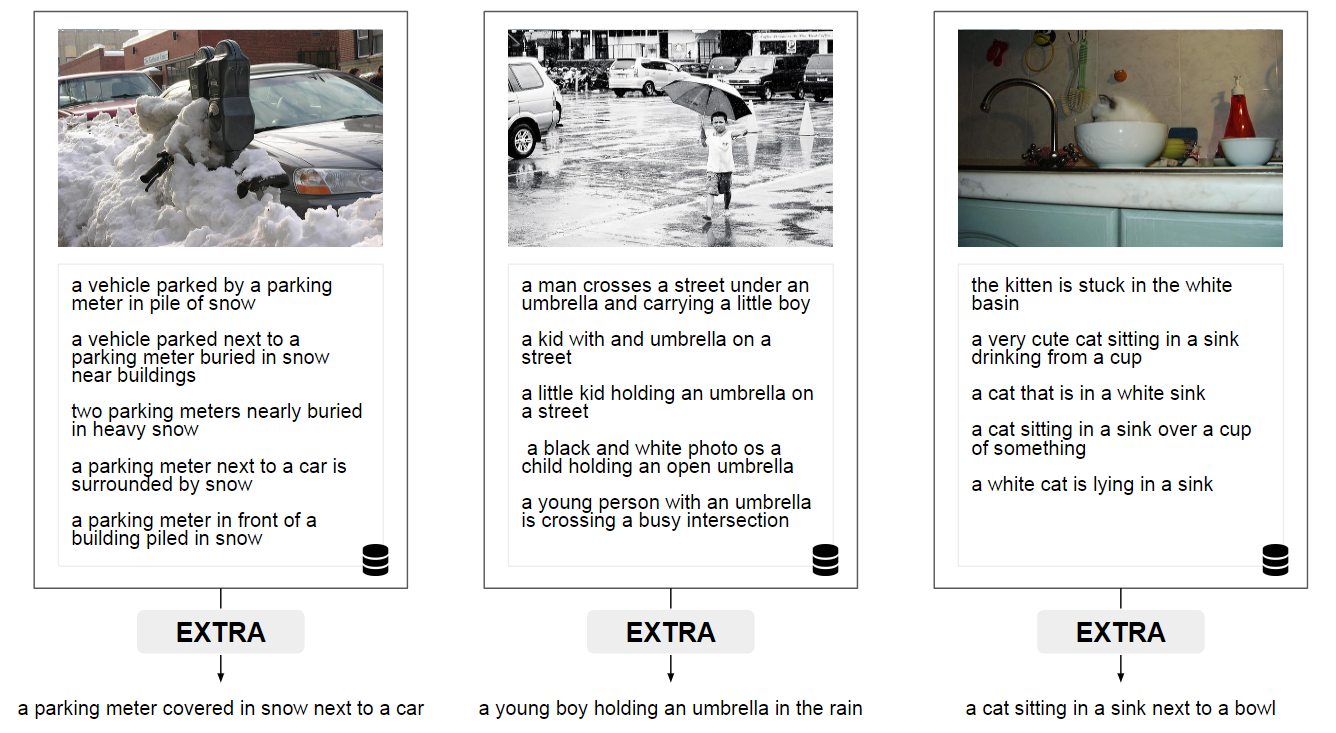 a vehicle parked by a parking
meter in pile of snow
a vehicle parked next to a
parking meter buried in snow
near buildings
two parking meters nearly buried
in heavy snow
a parking meter next to a car is
surrounded by snow
a parking meter in front of a
building piled in snow
EXTRA
a parking meter covered in snow next to a car
a man crosses a street under an
umbrella and carrying a little boy
a kid with and umbrella on a
street
a little kid holding an umbrella on
a street
a black and white photo os a
child holding an open umbrella
a young person with an umbrella
is crossing a busy intersection
EXTRA
a young boy holding an umbrella in the rain
the kitten is stuck in the white
basin
a very cute cat sitting in a sink
drinking from a cup
a cat that is in a white sink
a cat sitting in a sink over a cup
of something
a white cat is lying in a sink
EXTRA
a cat sitting in a sink next to a bowl